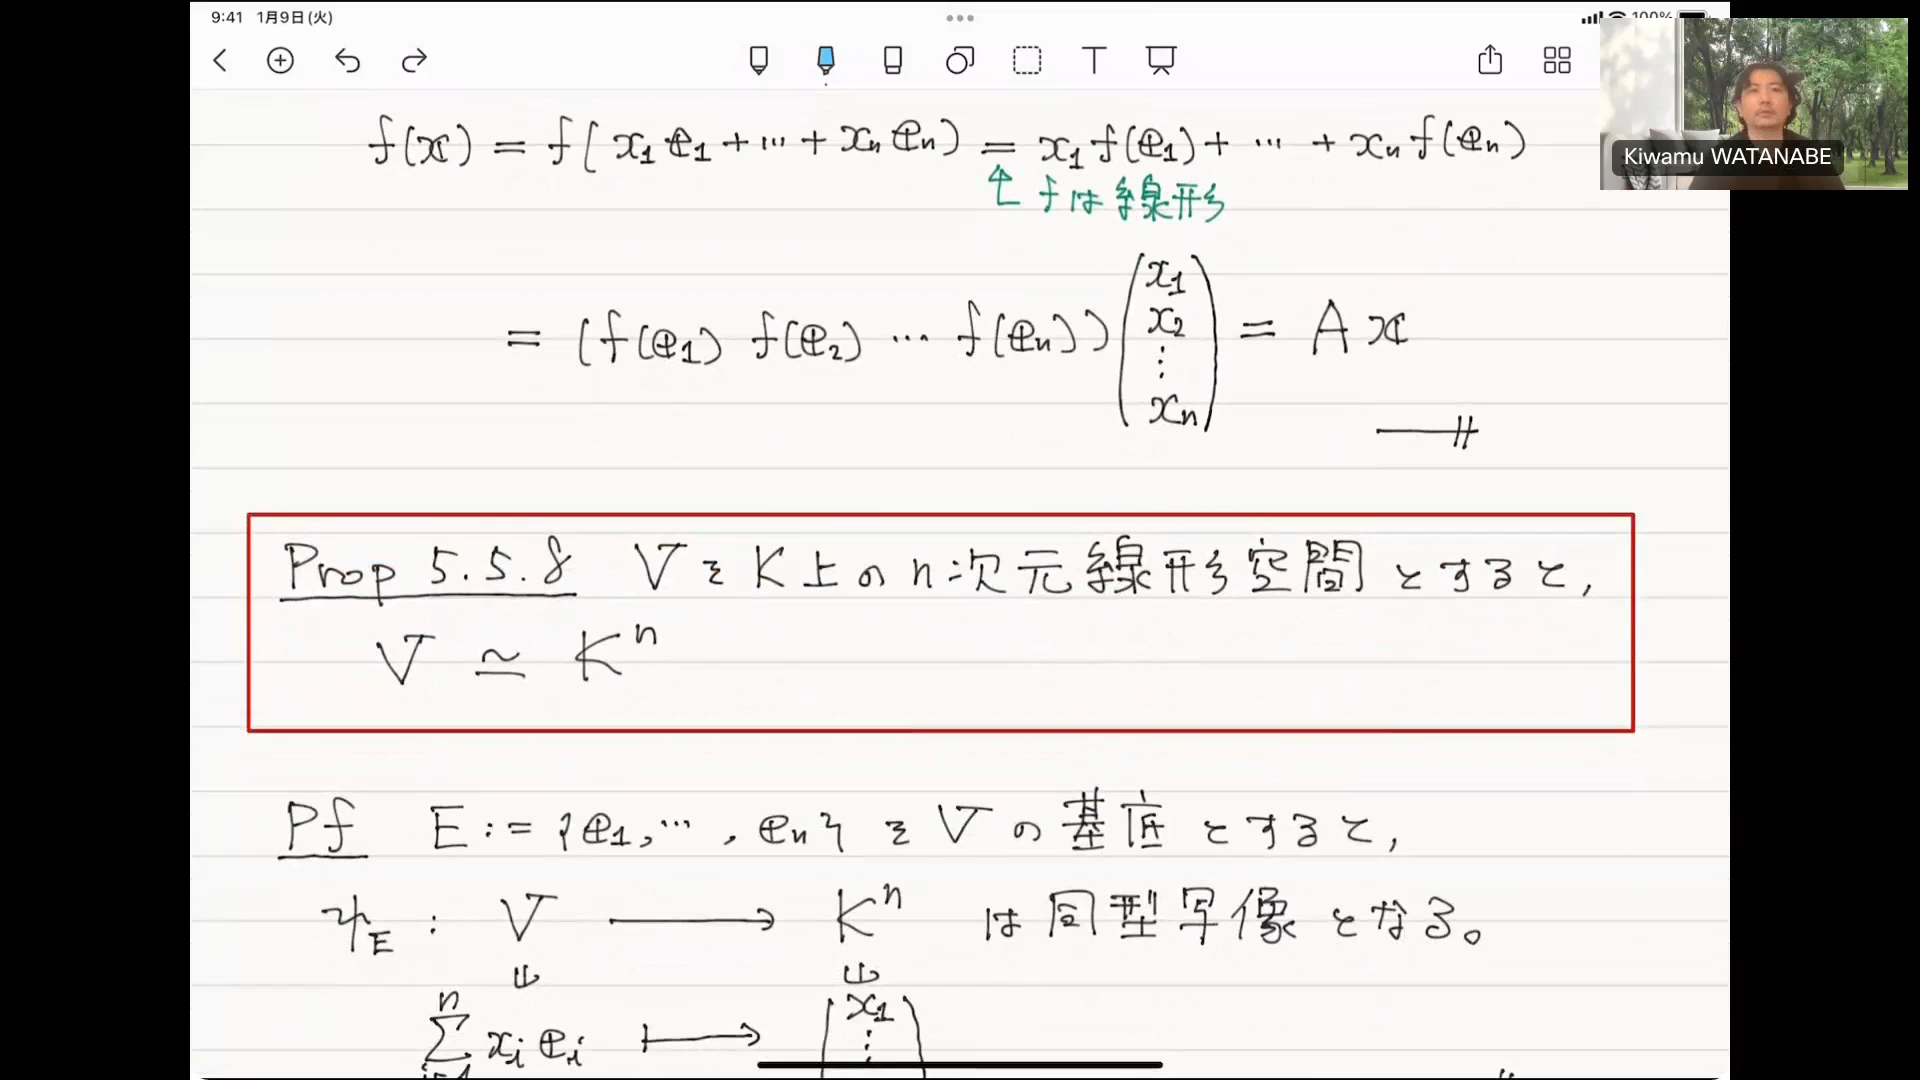 9:41 1月9日(火)
100%
Kiwamu WATANABE
f(x) = f(x₁e₁ + ⋯ + xₙeₙ) = x₁f(e₁) + ⋯ + xₙf(eₙ)
↑ fは線形
= (f(e₁) f(e₂) ⋯ f(eₙ)) (x₁ x₂ ⋮ xₙ) = Ax
Prop 5.5.8 VをK上のn次元線形空間とすると,
V ≃ Kⁿ
Pf E := {e₁, ⋯, eₙ} を Vの基底とすると,
ψ_E : V ⟶ Kⁿ は同型写像となる。
∑ xᵢeᵢ ⟼ (x₁ ⋮